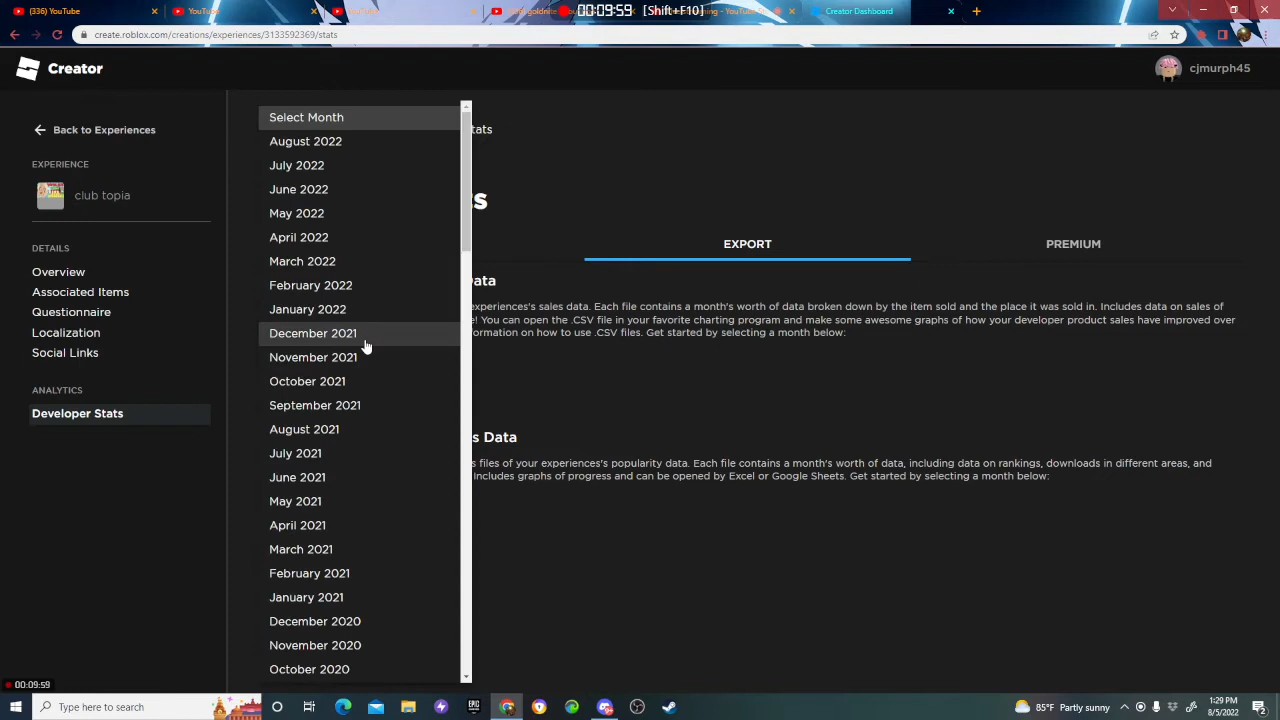 (336) YouTube
YouTube
00:09:59 [Shift+F10]
YouTube
Creator Dashboard
create.roblox.com/creations/experiences/3133592369/stats
Creator
cjmurph45
Back to Experiences
EXPERIENCE
club topia
DETAILS
Overview
Associated Items
Questionnaire
Localization
Social Links
ANALYTICS
Developer Stats
Select Month
August 2022
July 2022
June 2022
May 2022
April 2022
March 2022
February 2022
January 2022
December 2021
November 2021
October 2021
September 2021
August 2021
July 2021
June 2021
May 2021
April 2021
March 2021
February 2021
January 2021
December 2020
November 2020
October 2020
tats
ts
EXPORT
PREMIUM
Data
experiences's sales data. Each file contains a month's worth of data broken down by the item sold and the place it was sold in. Includes data on sales of
e! You can open the .CSV file in your favorite charting program and make some awesome graphs of how your developer product sales have improved over
formation on how to use .CSV files. Get started by selecting a month below:
s Data
s files of your experiences's popularity data. Each file contains a month's worth of data, including data on rankings, downloads in different areas, and
ncludes graphs of progress and can be opened by Excel or Google Sheets. Get started by selecting a month below:
00:09:59
Type here to search
EPIC
85°F Partly sunny
1:29 PM
8/5/2022
2